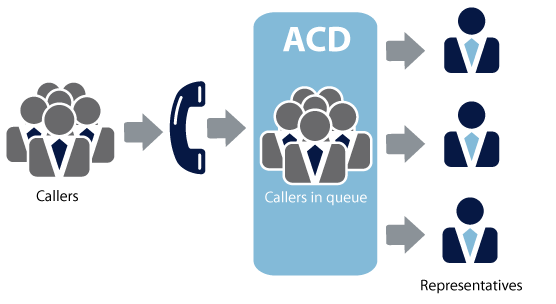 ACD
Callers
Callers in queue
Representatives